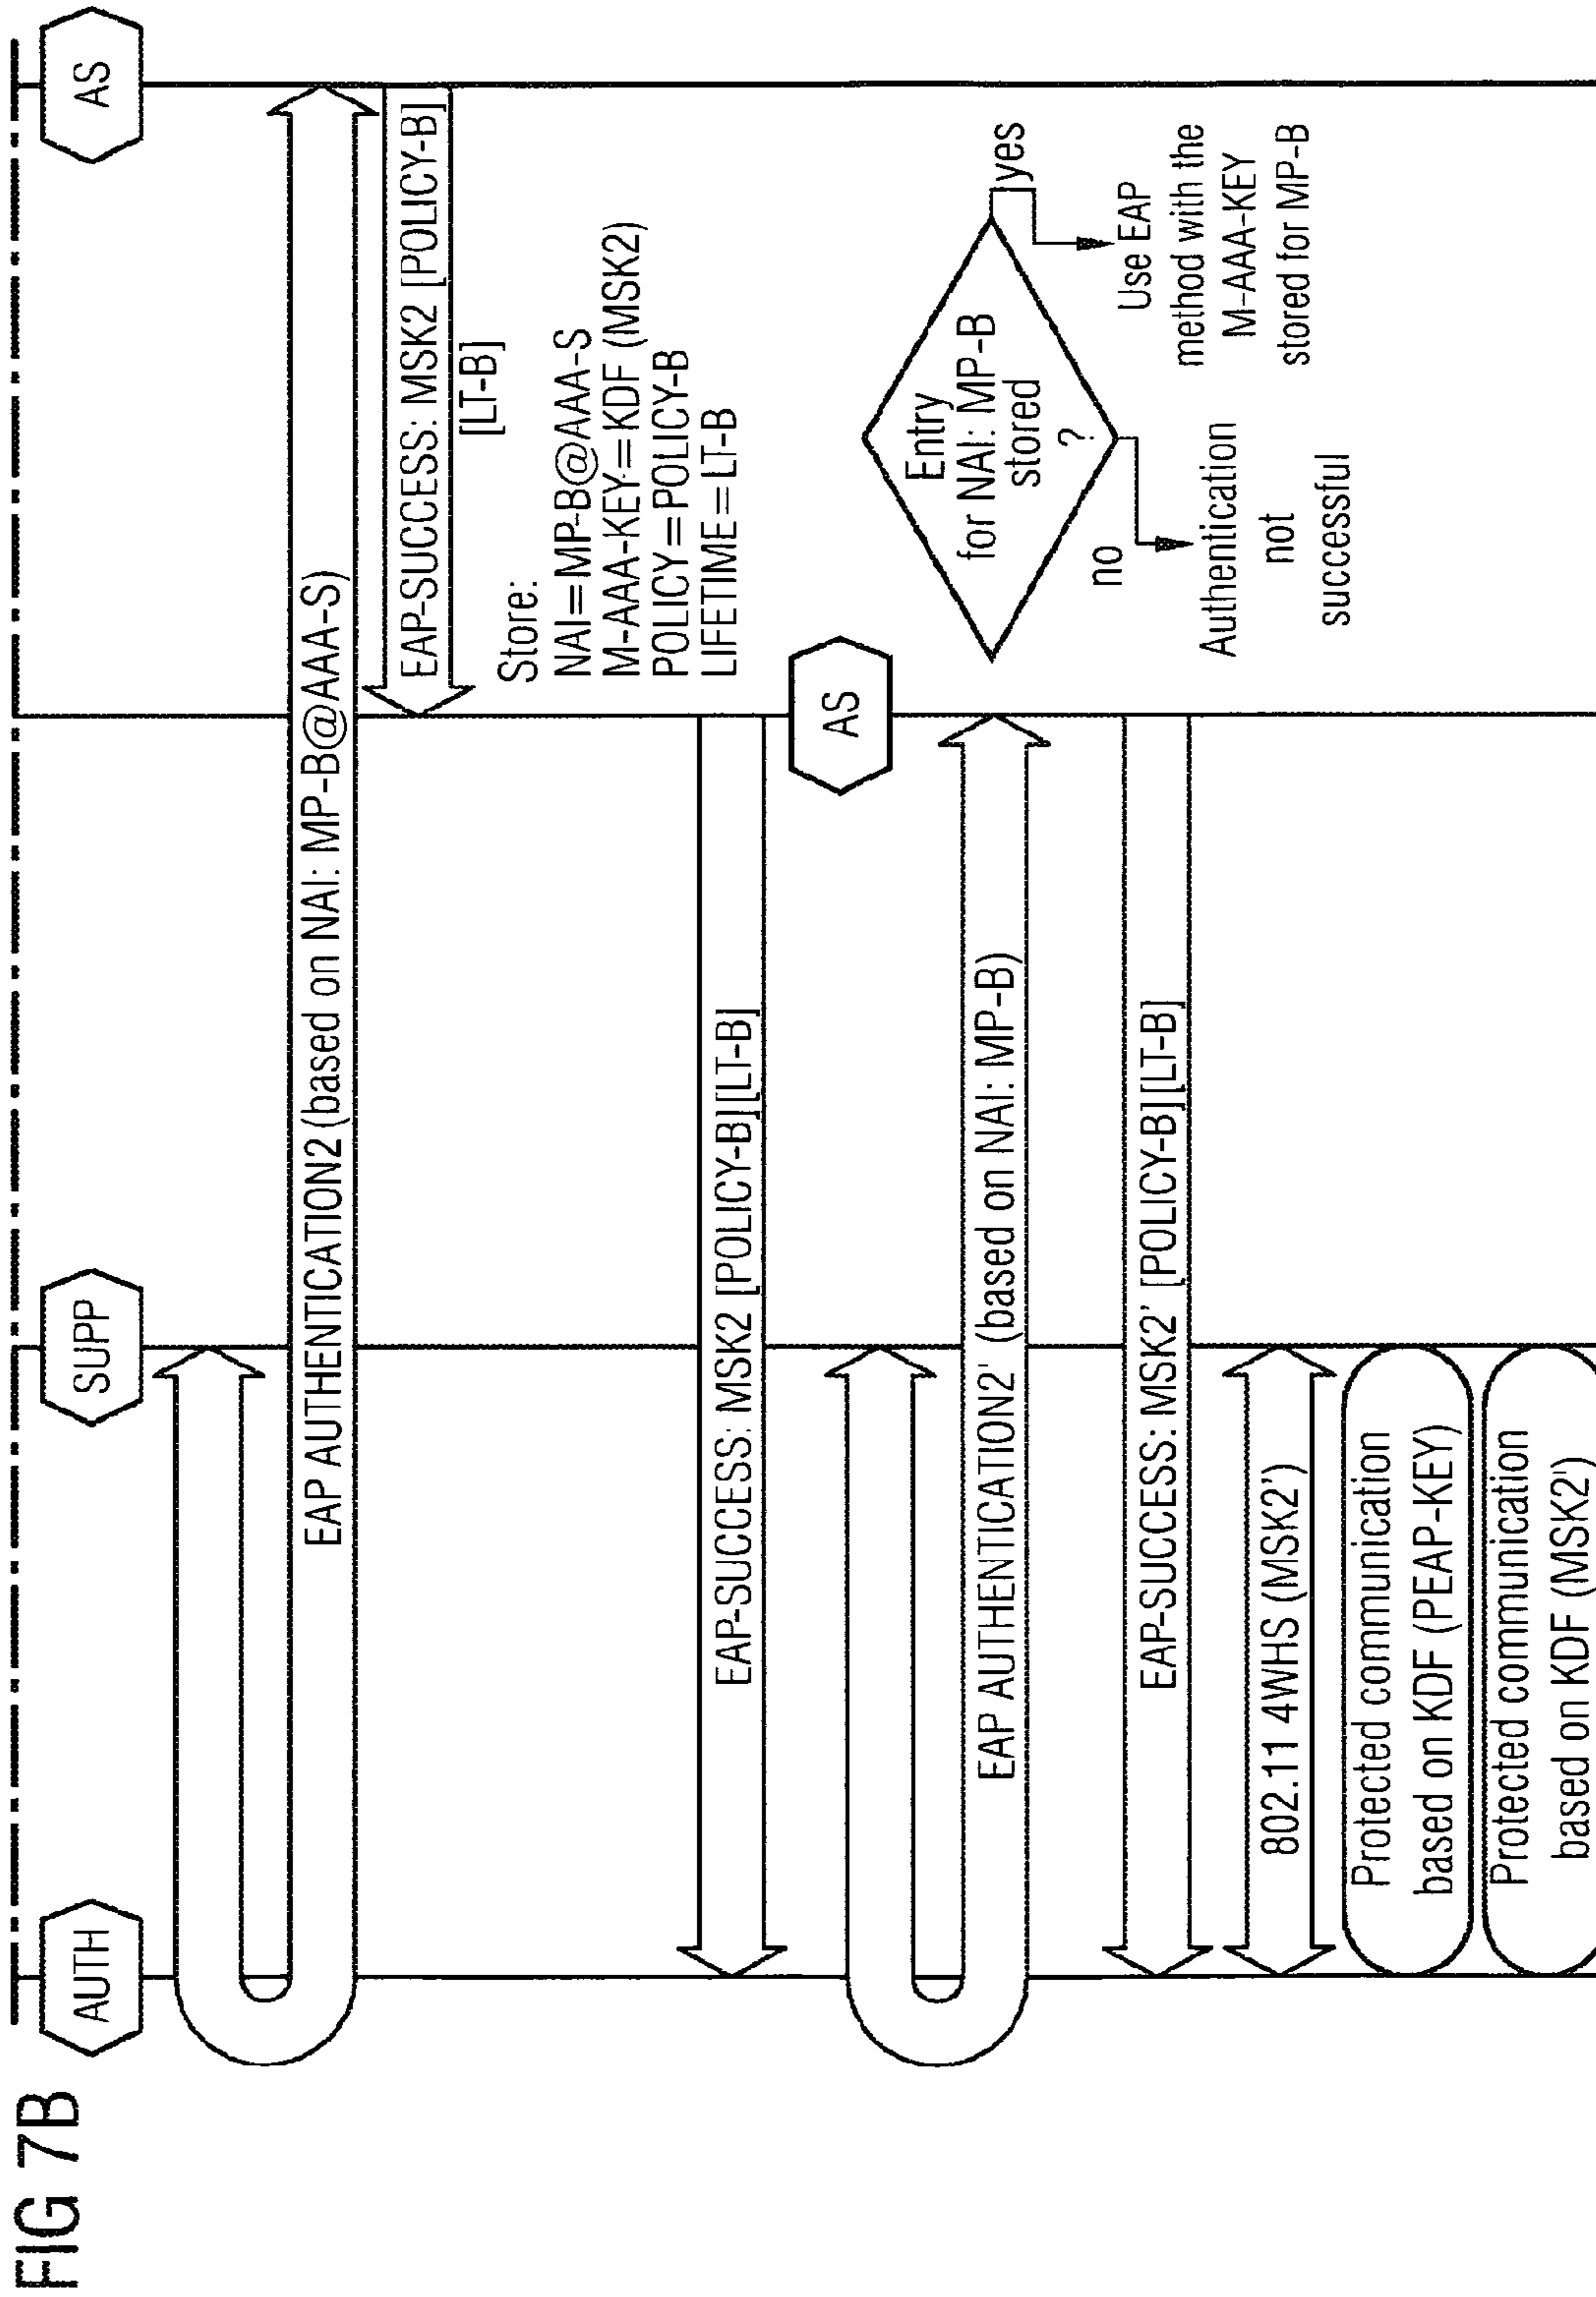 FIG 7B
AUTH
SUPP
AS
EAP AUTHENTICATION2 (based on NAI: MP-B@AAA-S)
EAP-SUCCESS: MSK2 [POLICY-B]
[LT-B]
Store:
NAI=MP-B@AAA-S
M-AAA-KEY=KDF (MSK2)
POLICY=POLICY-B
LIFETIME=LT-B
EAP-SUCCESS: MSK2 [POLICY-B][LT-B]
AS
EAP AUTHENTICATION2' (based on NAI: MP-B)
Entry
for NAI: MP-B
stored
?
yes
Use EAP
method with the
M-AAA-KEY
stored for MP-B
no
Authentication
not
successful
EAP-SUCCESS: MSK2' [POLICY-B][LT-B]
802.11 4WHS (MSK2')
Protected communication
based on KDF (PEAP-KEY)
Protected communication
based on KDF (MSK2')